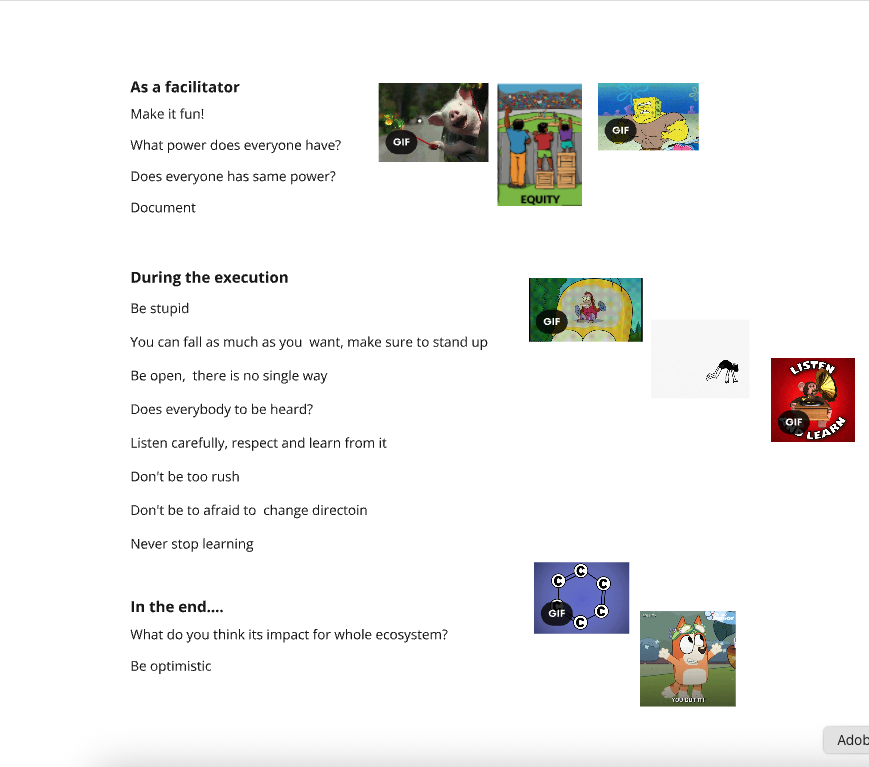 As a facilitator
Make it fun!
What power does everyone have?
Does everyone has same power?
Document
GIF
EQUITY
GIF
During the execution
Be stupid
You can fall as much as you want, make sure to stand up
Be open, there is no single way
Does everybody to be heard?
Listen carefully, respect and learn from it
Don't be too rush
Don't be to afraid to change directoin
Never stop learning
GIF
LISTEN
GIF
LEARN
In the end....
What do you think its impact for whole ecosystem?
Be optimistic
C
C
C
C
C
GIF
Adob